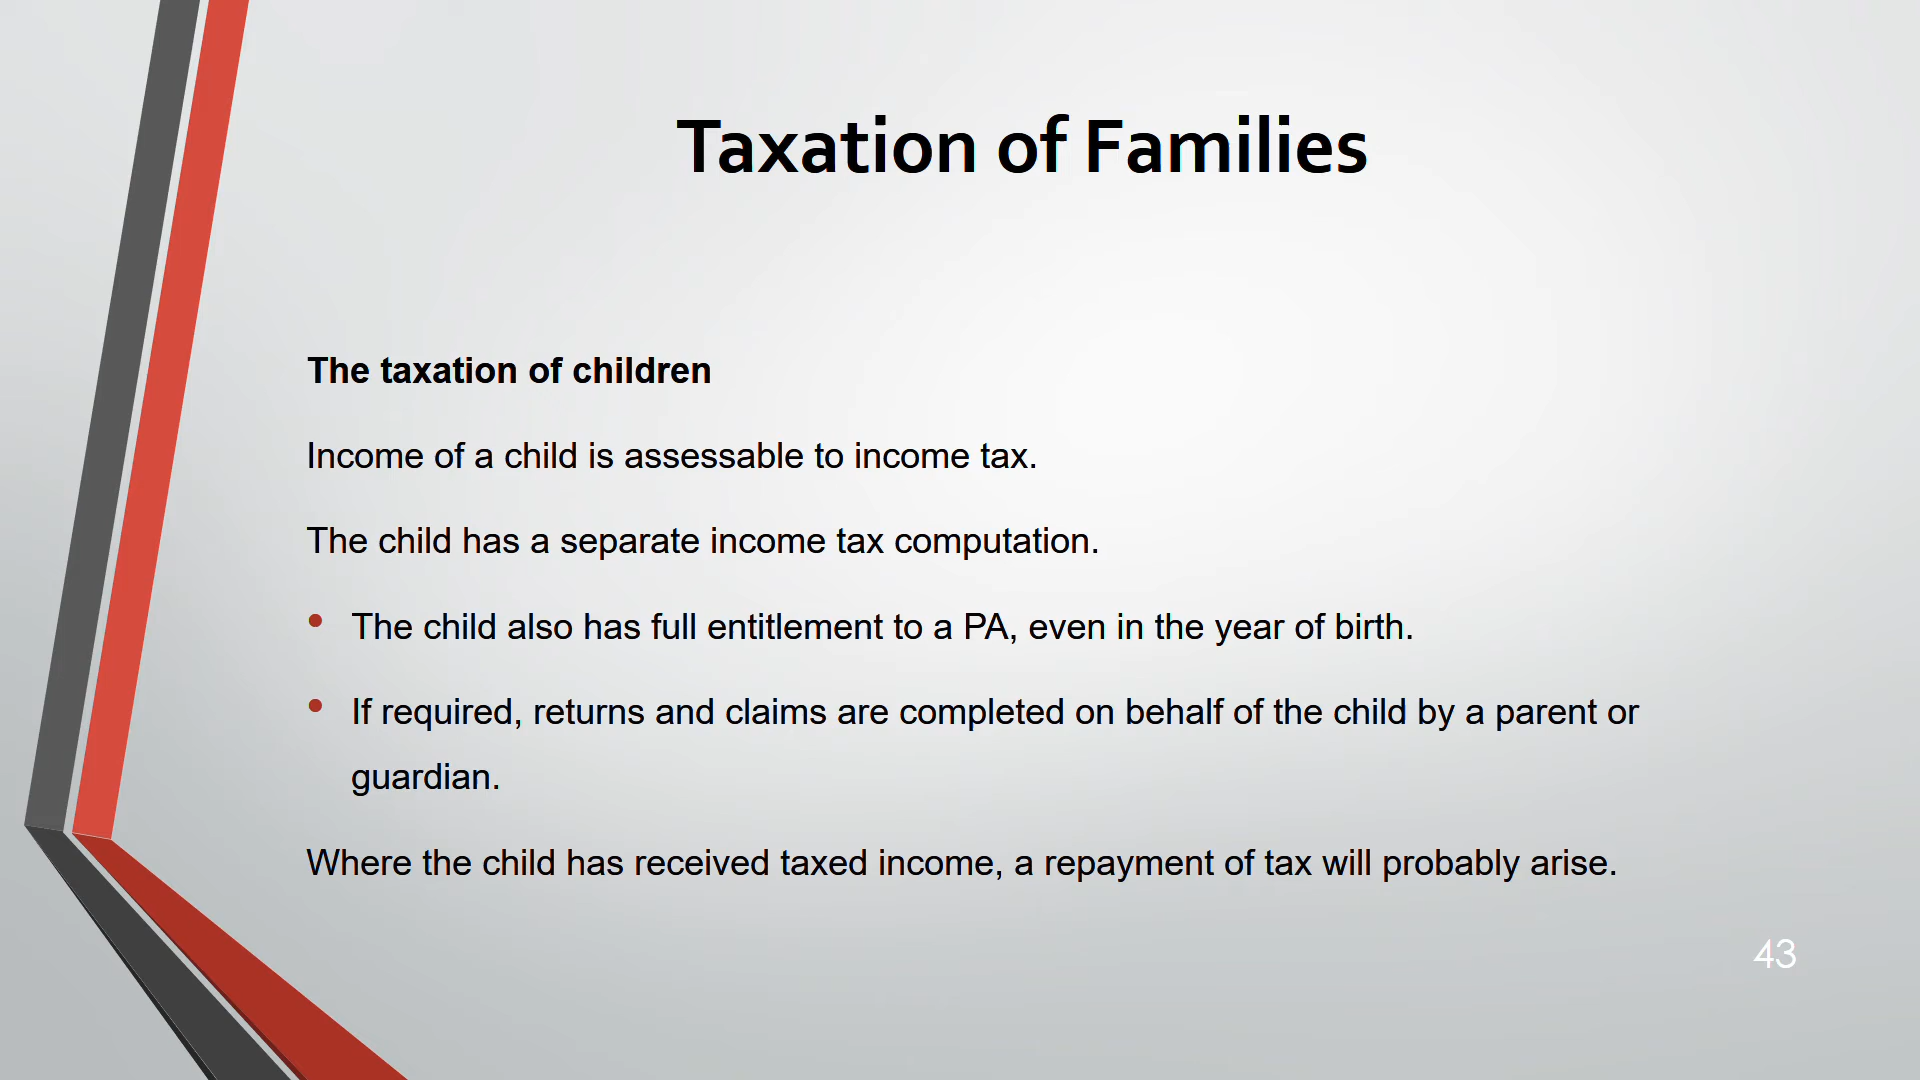 Taxation of Families
The taxation of children
Income of a child is assessable to income tax.
The child has a separate income tax computation.
• The child also has full entitlement to a PA, even in the year of birth.
• If required, returns and claims are completed on behalf of the child by a parent or
guardian.
Where the child has received taxed income, a repayment of tax will probably arise.
43